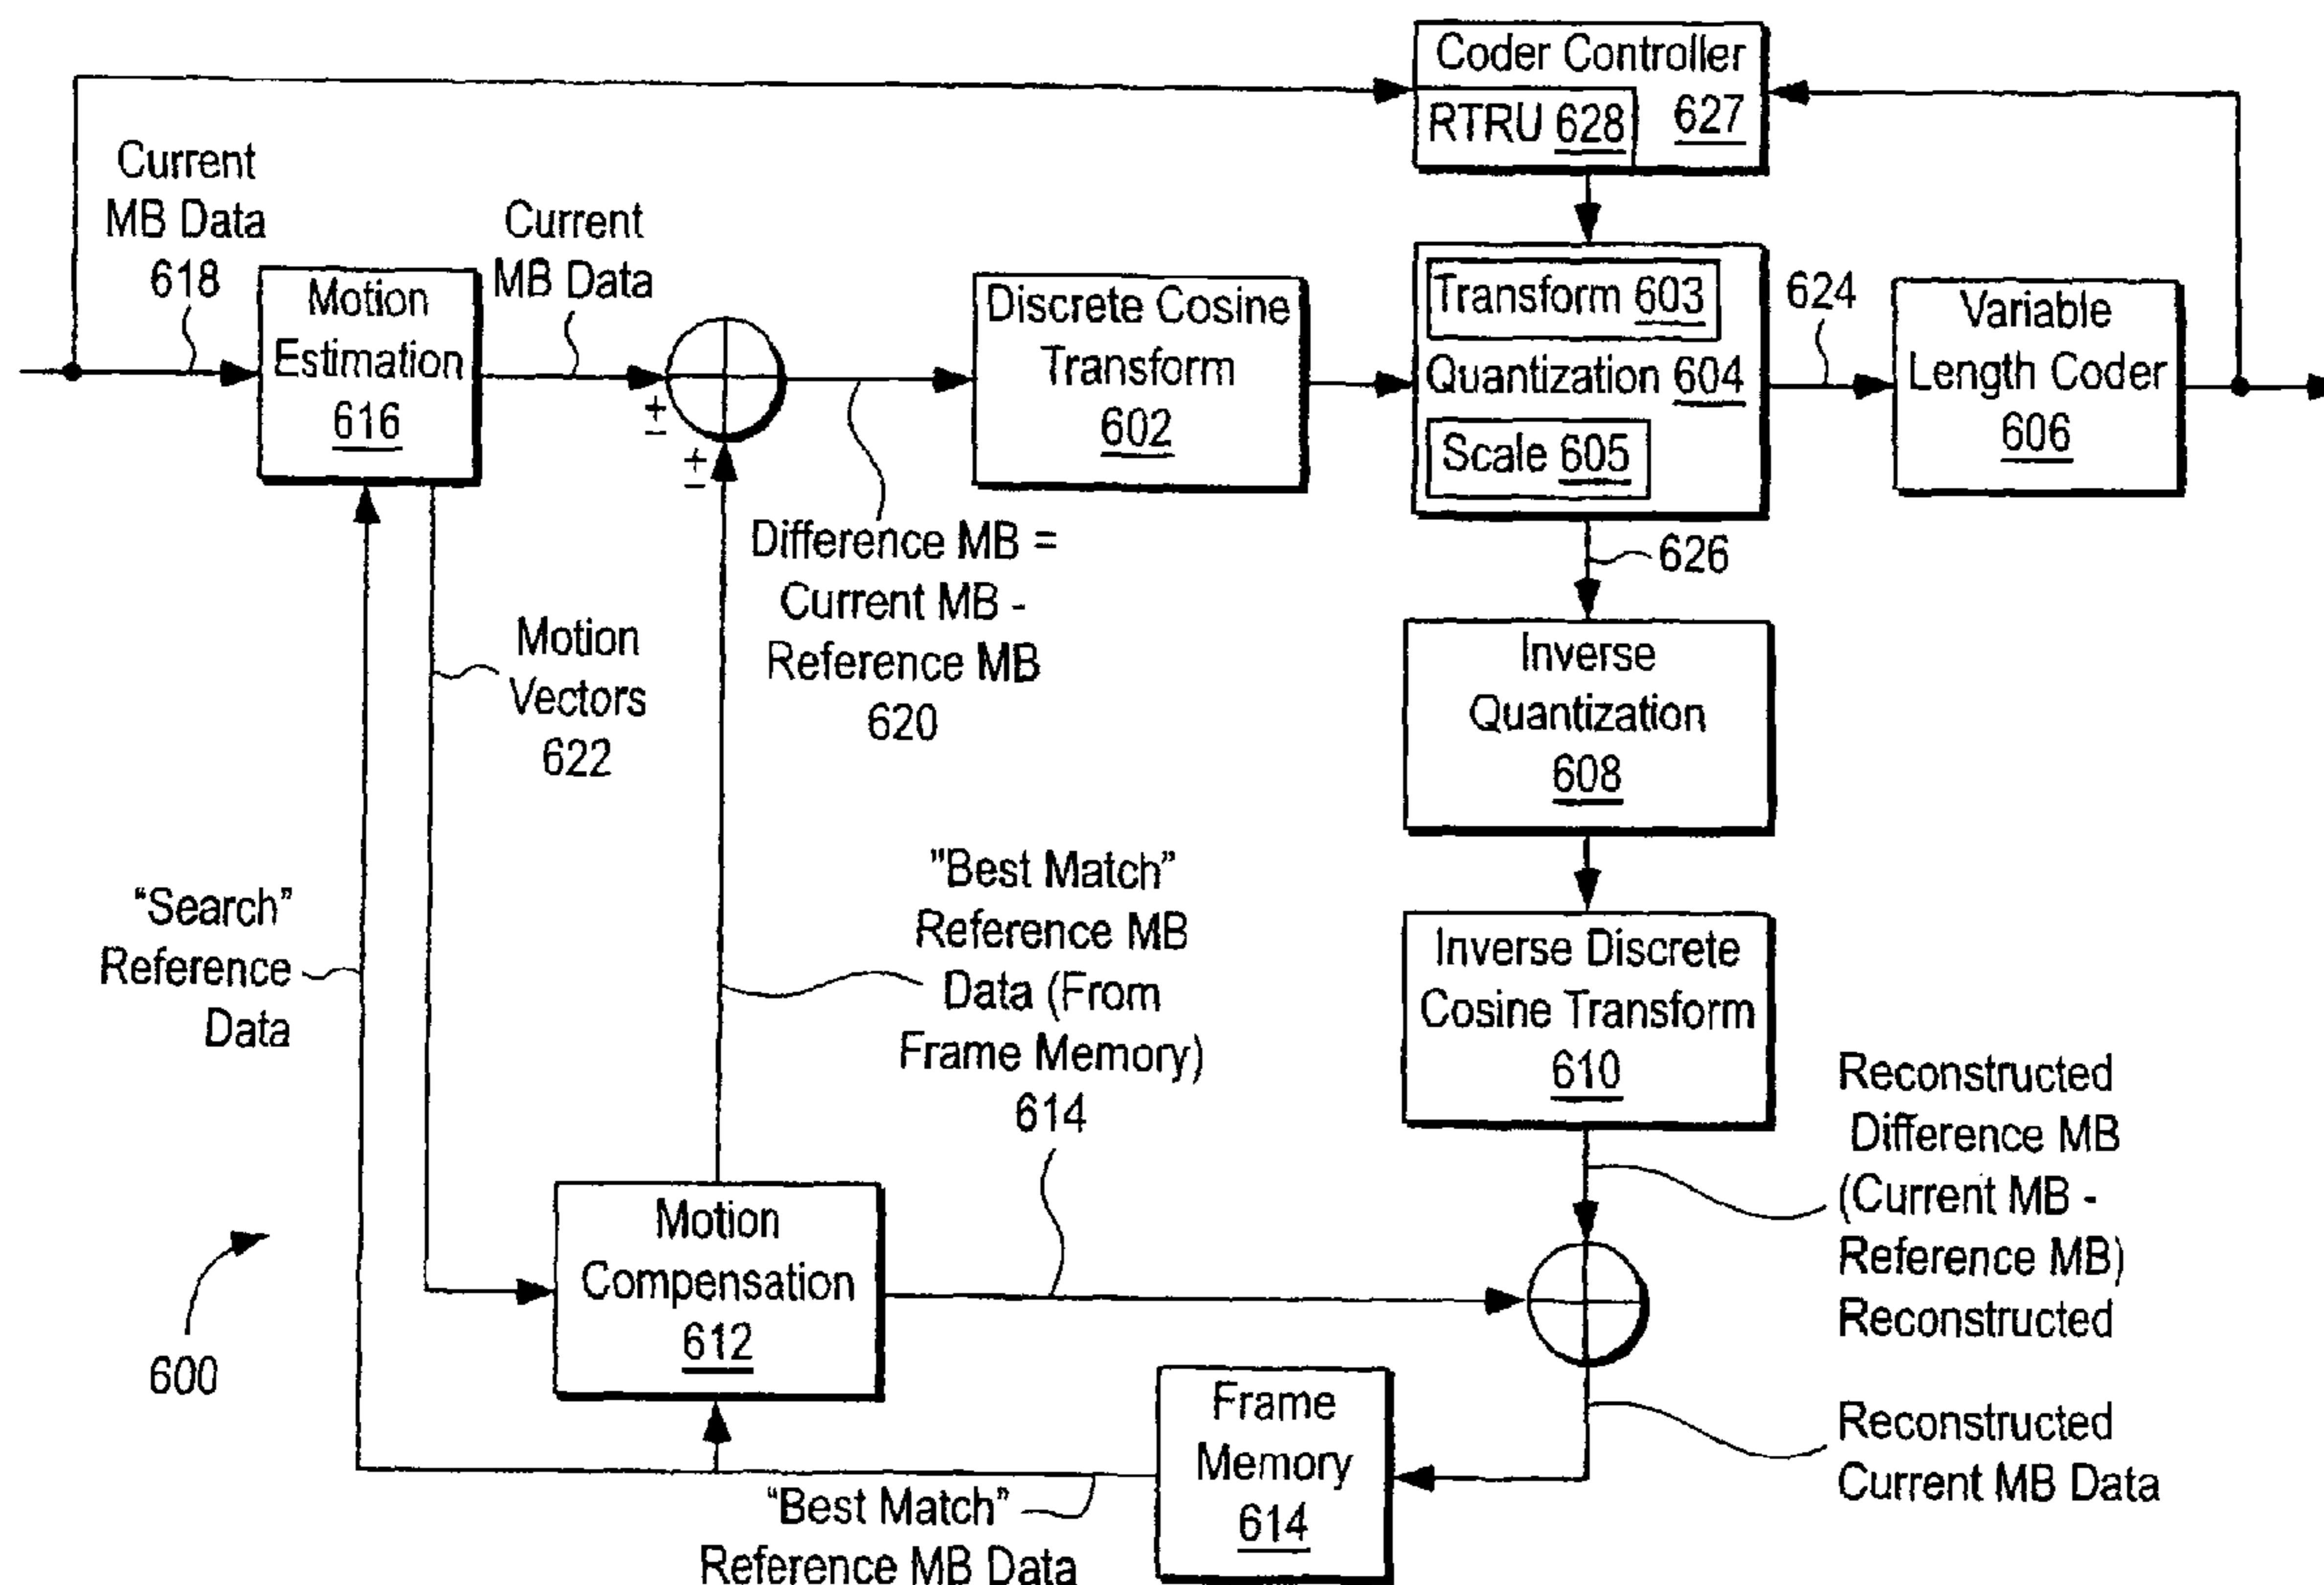 Coder Controller
627
RTRU 628
Current
MB Data
618
Motion
Estimation
616
Current
MB Data
±
±
Discrete Cosine
Transform
602
Transform 603
Quantization 604
Scale 605
624
Variable
Length Coder
606
Difference MB =
Current MB -
Reference MB
620
626
Motion
Vectors
622
Inverse
Quantization
608
"Search"
Reference
Data
"Best Match"
Reference MB
Data (From
Frame Memory)
614
Inverse Discrete
Cosine Transform
610
Reconstructed
Difference MB
(Current MB -
Reference MB)
Reconstructed
Motion
Compensation
612
600
Frame
Memory
614
Reconstructed
Current MB Data
"Best Match"
Reference MB Data